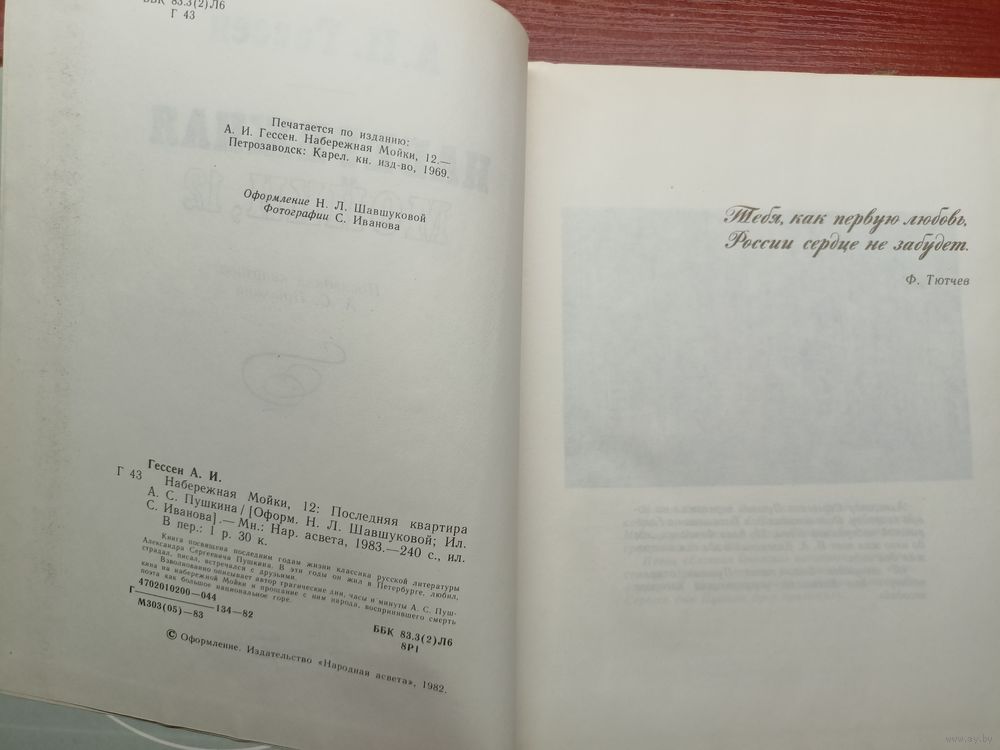 ББК 83.3(2)Л6
Г 43
Печатается по изданию:
А. И. Гессен. Набережная Мойки, 12.—
Петрозаводск: Карел. кн. изд-во, 1969.
Оформление Н. Л. Шавшуковой
Фотографии С. Иванова
Гессен А. И.
Г 43
Набережная Мойки, 12: Последняя квартира
А. С. Пушкина / [Оформ. Н. Л. Шавшуковой; Ил.
С. Иванова].— Мн.: Нар. асвета, 1983.—240 с., ил.
В пер.: 1 р. 30 к.
Книга посвящена последним годам жизни классика русской литературы
Александра Сергеевича Пушкина. В эти годы он жил в Петербурге, любил,
страдал, писал, встречался с друзьями.
Взволнованно описывает автор трагические дни, часы и минуты А. С. Пуш-
кина на набережной Мойки и прощание с ним народа, воспринявшего смерть
поэта как большое национальное горе.
4702010200—044
Г———134—82
М303(05)—83
ББК 83.3(2)Л6
8Р1
© Оформление. Издательство «Народная асвета», 1982.
Тебя, как первую любовь,
России сердце не забудет.
Ф. Тютчев
www.ay.by